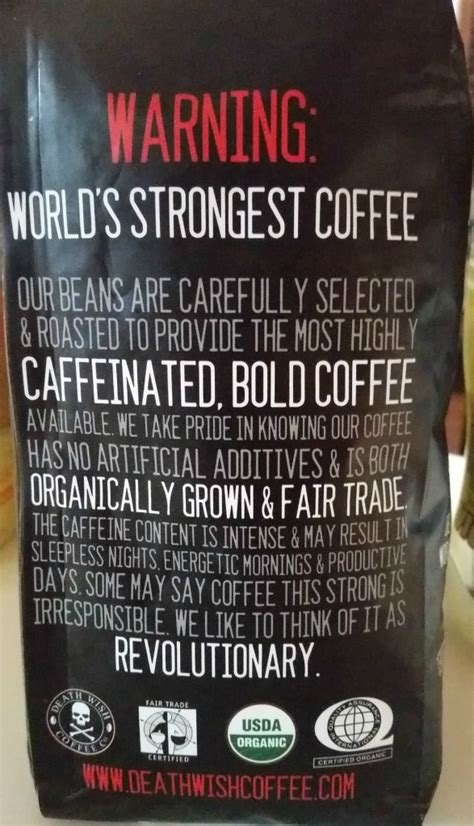 WARNING:
WORLD'S STRONGEST COFFEE
OUR BEANS ARE CAREFULLY SELECTED
& ROASTED TO PROVIDE THE MOST HIGHLY
CAFFEINATED, BOLD COFFEE
AVAILABLE. WE TAKE PRIDE IN KNOWING OUR COFFEE
HAS NO ARTIFICIAL ADDITIVES & IS BOTH
ORGANICALLY GROWN & FAIR TRADE.
THE CAFFEINE CONTENT IS INTENSE & MAY RESULT IN
SLEEPLESS NIGHTS, ENERGETIC MORNINGS & PRODUCTIVE
DAYS. SOME MAY SAY COFFEE THIS STRONG IS
IRRESPONSIBLE. WE LIKE TO THINK OF IT AS
REVOLUTIONARY.
DEATH WISH
COFFEE CO.
FAIR TRADE
CERTIFIED
USDA
ORGANIC
QUALITY ASSURANCE
INTERNATIONAL
CERTIFIED ORGANIC
WWW.DEATHWISHCOFFEE.COM